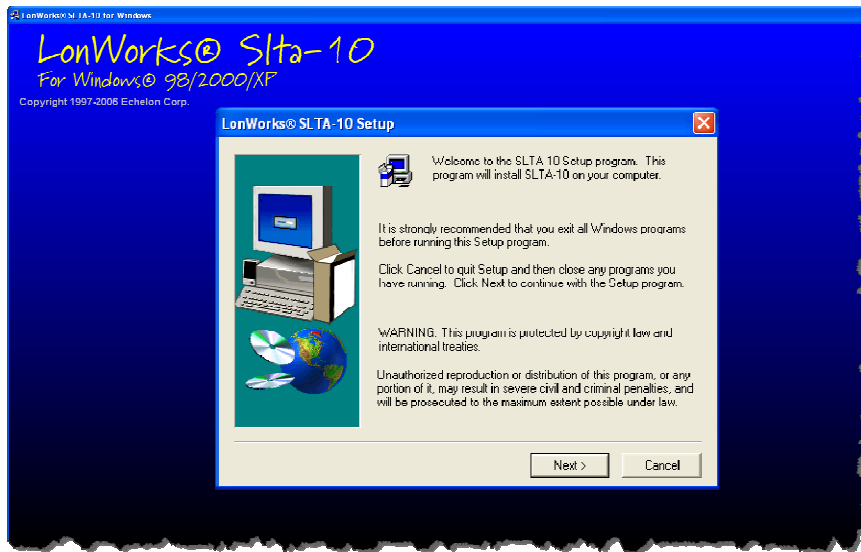 LonWorks® SLTA-10 for Windows
LonWorks® Slta-10
For Windows© 98/2000/XP
Copyright 1997-2006 Echelon Corp.
LonWorks® SLTA-10 Setup
Welcome to the SLTA 10 Setup program. This
program will install SLTA-10 on your computer.
It is strongly recommended that you exit all Windows programs
before running this Setup program.
Click Cancel to quit Setup and then close any programs you
have running. Click Next to continue with the Setup program.
WARNING: This program is protected by copyright law and
international treaties.
Unauthorized reproduction or distribution of this program, or any
portion of it, may result in severe civil and criminal penalties, and
will be prosecuted to the maximum extent possible under law.
Next >
Cancel